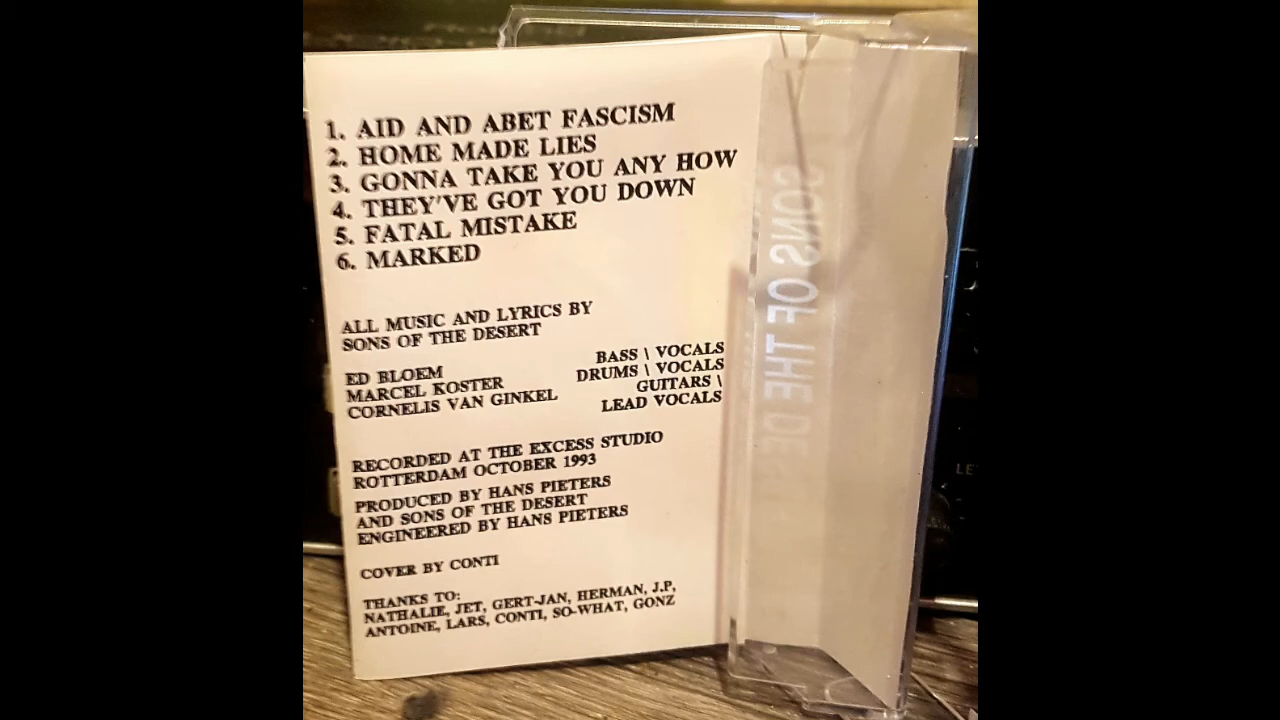 1. AID AND ABET FASCISM
2. HOME MADE LIES
3. GONNA TAKE YOU ANY HOW
4. THEY'VE GOT YOU DOWN
5. FATAL MISTAKE
6. MARKED
ALL MUSIC AND LYRICS BY
SONS OF THE DESERT
ED BLOEM BASS \ VOCALS
MARCEL KOSTER DRUMS \ VOCALS
CORNELIS VAN GINKEL GUITARS \
LEAD VOCALS
RECORDED AT THE EXCESS STUDIO
ROTTERDAM OCTOBER 1993
PRODUCED BY HANS PIETERS
AND SONS OF THE DESERT
ENGINEERED BY HANS PIETERS
COVER BY CONTI
THANKS TO:
NATHALIE, JET, GERT-JAN, HERMAN, J.P,
ANTOINE, LARS, CONTI, SO-WHAT, GONZ
SONS OF THE DE